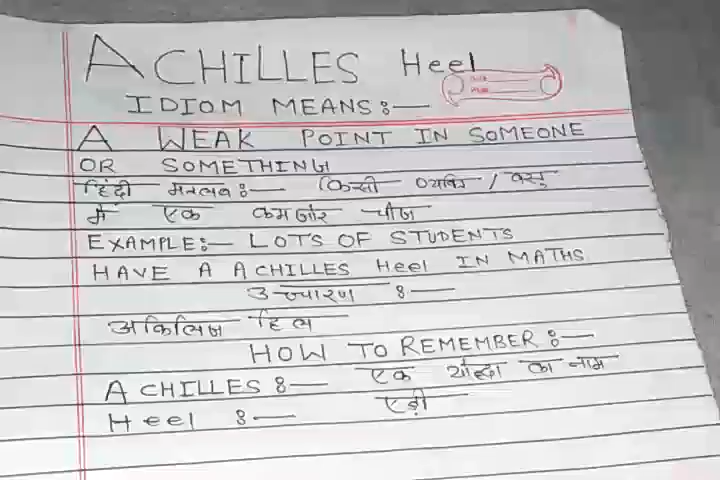 ACHILLES Heel
IDIOM MEANS :—
A WEAK POINT IN SOMEONE
OR SOMETHING
हिंदी मतलब :— किसी व्यक्ति / वस्तु
में एक कमजोर चीज
EXAMPLE :— LOTS OF STUDENTS
HAVE A ACHILLES Heel IN MATHS
उच्चारण :—
अकिलिज हिल
HOW TO REMEMBER :—
ACHILLES :— एक योद्धा का नाम
Heel :— एड़ी